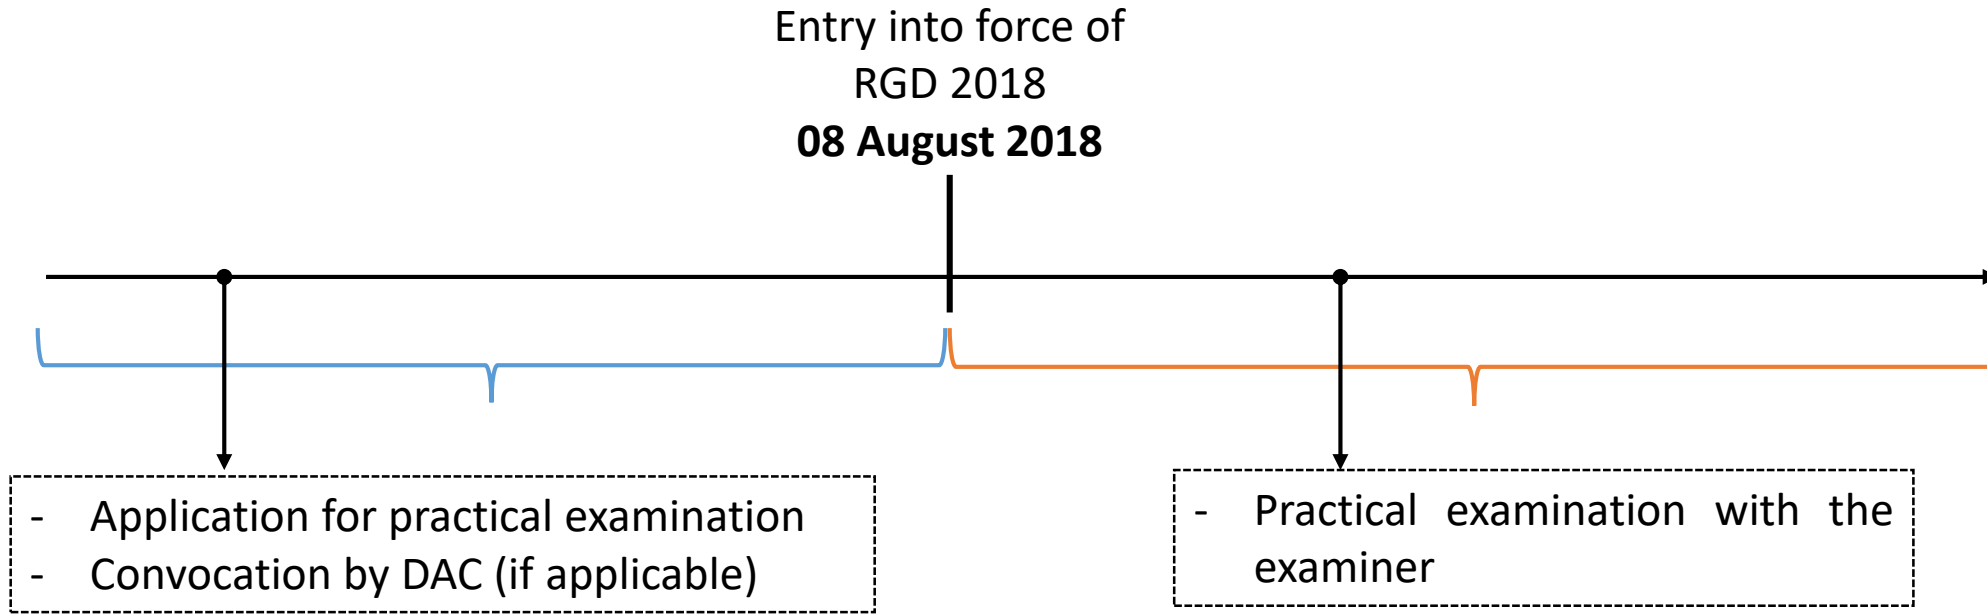 Entry into force of
RGD 2018
08 August 2018
- Application for practical examination
- Convocation by DAC (if applicable)
- Practical examination with the
examiner